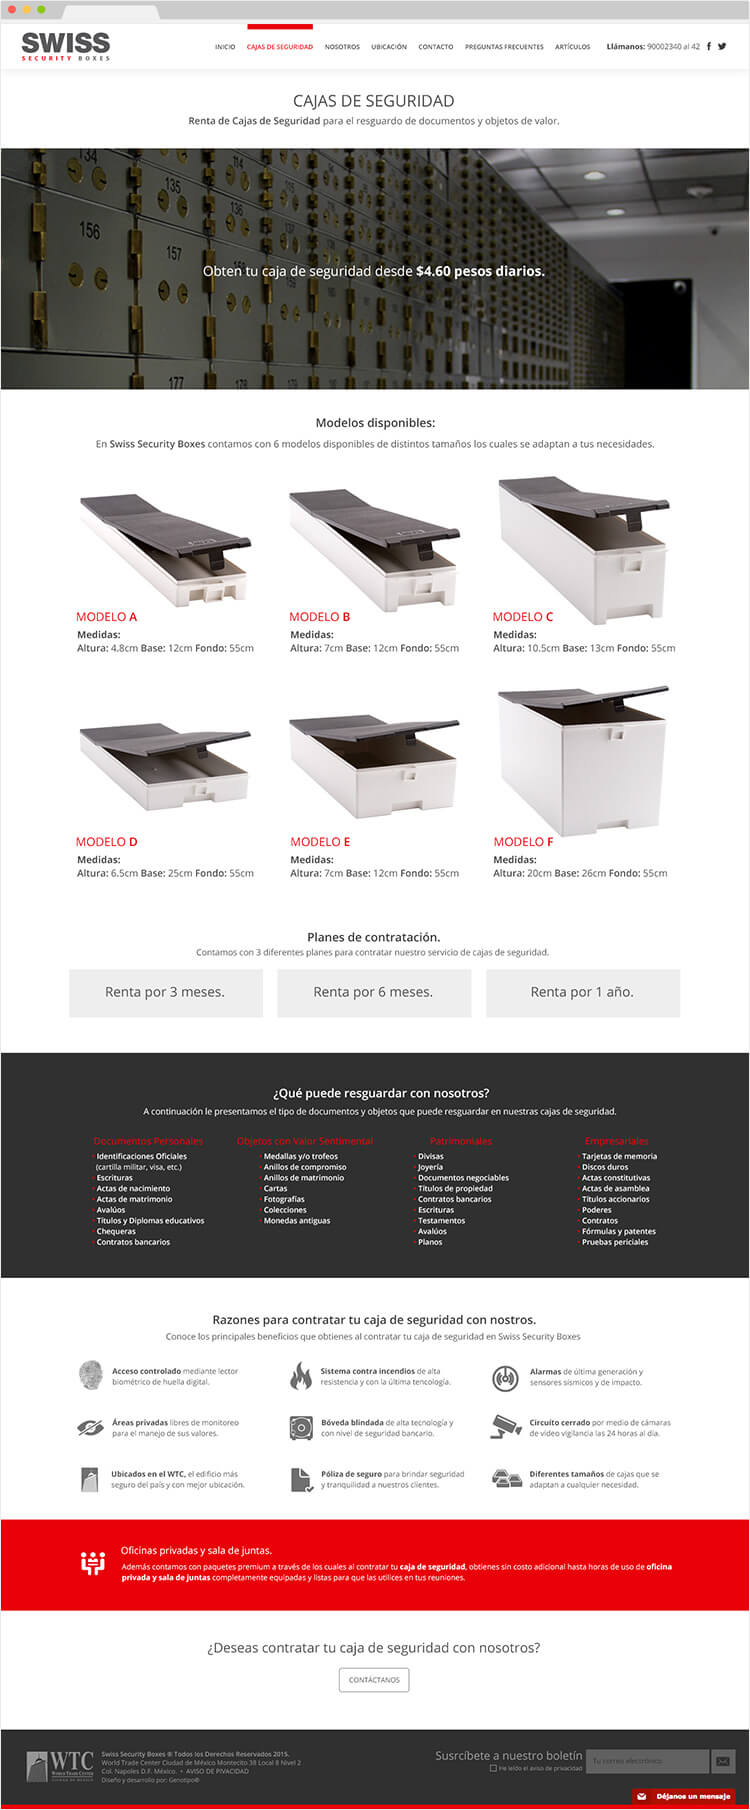 SWISS
SECURITY BOXES
INICIO CAJAS DE SEGURIDAD NOSOTROS UBICACIÓN CONTACTO PREGUNTAS FRECUENTES ARTÍCULOS Llámanos: 90002340 al 42
CAJAS DE SEGURIDAD
Renta de Cajas de Seguridad para el resguardo de documentos y objetos de valor.
134
114
135
115
156
136
157
137
158
177
178
179
Obten tu caja de seguridad desde $4.60 pesos diarios.
Modelos disponibles:
En Swiss Security Boxes contamos con 6 modelos disponibles de distintos tamaños los cuales se adaptan a tus necesidades.
MODELO A
Medidas:
Altura: 4.8cm Base: 12cm Fondo: 55cm
MODELO B
Medidas:
Altura: 7cm Base: 12cm Fondo: 55cm
MODELO C
Medidas:
Altura: 10.5cm Base: 13cm Fondo: 55cm
MODELO D
Medidas:
Altura: 6.5cm Base: 25cm Fondo: 55cm
MODELO E
Medidas:
Altura: 7cm Base: 12cm Fondo: 55cm
MODELO F
Medidas:
Altura: 20cm Base: 26cm Fondo: 55cm
Planes de contratación.
Contamos con 3 diferentes planes para contratar nuestro servicio de cajas de seguridad.
Renta por 3 meses.
Renta por 6 meses.
Renta por 1 año.
¿Qué puede resguardar con nosotros?
A continuación le presentamos el tipo de documentos y objetos que puede resguardar en nuestras cajas de seguridad.
Documentos Personales
• Identificaciones Oficiales
(cartilla militar, visa, etc.)
• Escrituras
• Actas de nacimiento
• Actas de matrimonio
• Avalúos
• Títulos y Diplomas educativos
• Chequeras
• Contratos bancarios
Objetos con Valor Sentimental
• Medallas y/o trofeos
• Anillos de compromiso
• Anillos de matrimonio
• Cartas
• Fotografías
• Colecciones
• Monedas antiguas
Patrimoniales
• Divisas
• Joyería
• Documentos negociables
• Títulos de propiedad
• Contratos bancarios
• Escrituras
• Testamentos
• Avalúos
• Planos
Empresariales
• Tarjetas de memoria
• Discos duros
• Actas constitutivas
• Actas de asamblea
• Títulos accionarios
• Poderes
• Contratos
• Fórmulas y patentes
• Pruebas periciales
Razones para contratar tu caja de seguridad con nostros.
Conoce los principales beneficios que obtienes al contratar tu caja de seguridad en Swiss Security Boxes
Acceso controlado mediante lector
biométrico de huella digital.
Sistema contra incendios de alta
resistencia y con la última tencología.
Alarmas de última generación y
sensores sísmicos y de impacto.
Áreas privadas libres de monitoreo
para el manejo de sus valores.
Bóveda blindada de alta tecnología y
con nivel de seguridad bancario.
Circuito cerrado por medio de cámaras
de video vigilancia las 24 horas al día.
Ubicados en el WTC, el edificio más
seguro del país y con mejor ubicación.
Póliza de seguro para brindar seguridad
y tranquilidad a nuestros clientes.
Diferentes tamaños de cajas que se
adaptan a cualquier necesidad.
Oficinas privadas y sala de juntas.
Además contamos con paquetes premium a través de los cuales al contratar tu caja de seguridad, obtienes sin costo adicional hasta horas de uso de oficina
privada y sala de juntas completamente equipadas y listas para que las utilices en tus reuniones.
¿Deseas contratar tu caja de seguridad con nosotros?
CONTÁCTANOS
WTC
WORLD TRADE CENTER
CIUDAD DE MÉXICO
Swiss Security Boxes ® Todos los Derechos Reservados 2015.
World Trade Center Ciudad de México Montecito 38 Local 8 Nivel 2
Col. Napoles D.F. México. • AVISO DE PIVACIDAD
Diseño y desarrollo por: Genotipo®
Susrcíbete a nuestro boletín
He leído el aviso de privacidad
Tu correo electrónico
Déjanos un mensaje